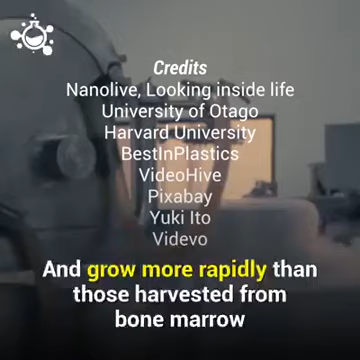 Credits
Nanolive, Looking inside life
University of Otago
Harvard University
BestInPlastics
VideoHive
Pixabay
Yuki Ito
Videvo
And grow more rapidly than
those harvested from
bone marrow